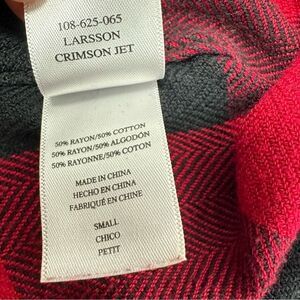 108-625-065
LARSSON
CRIMSON JET
50% RAYON/50% COTTON
50% RAYON/50% ALGODÓN
50% RAYONNE/50% COTON
MADE IN CHINA
HECHO EN CHINA
FABRIQUÉ EN CHINE
SMALL
CHICO
PETIT